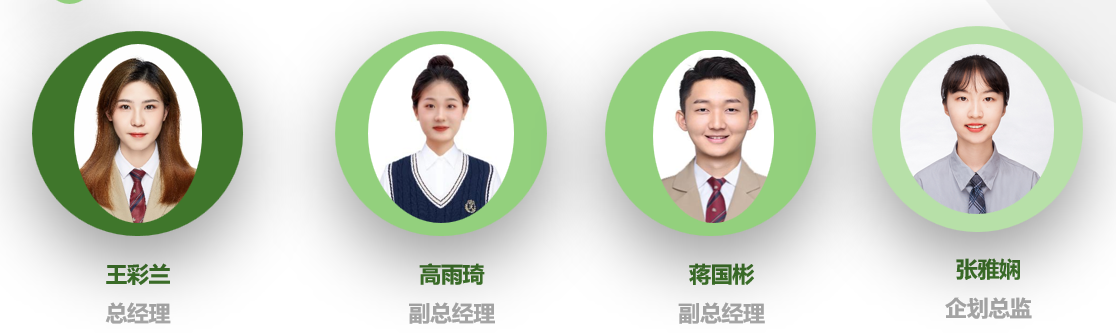 王彩兰
总经理
高雨琦
副总经理
蒋国彬
副总经理
张雅娴
企划总监